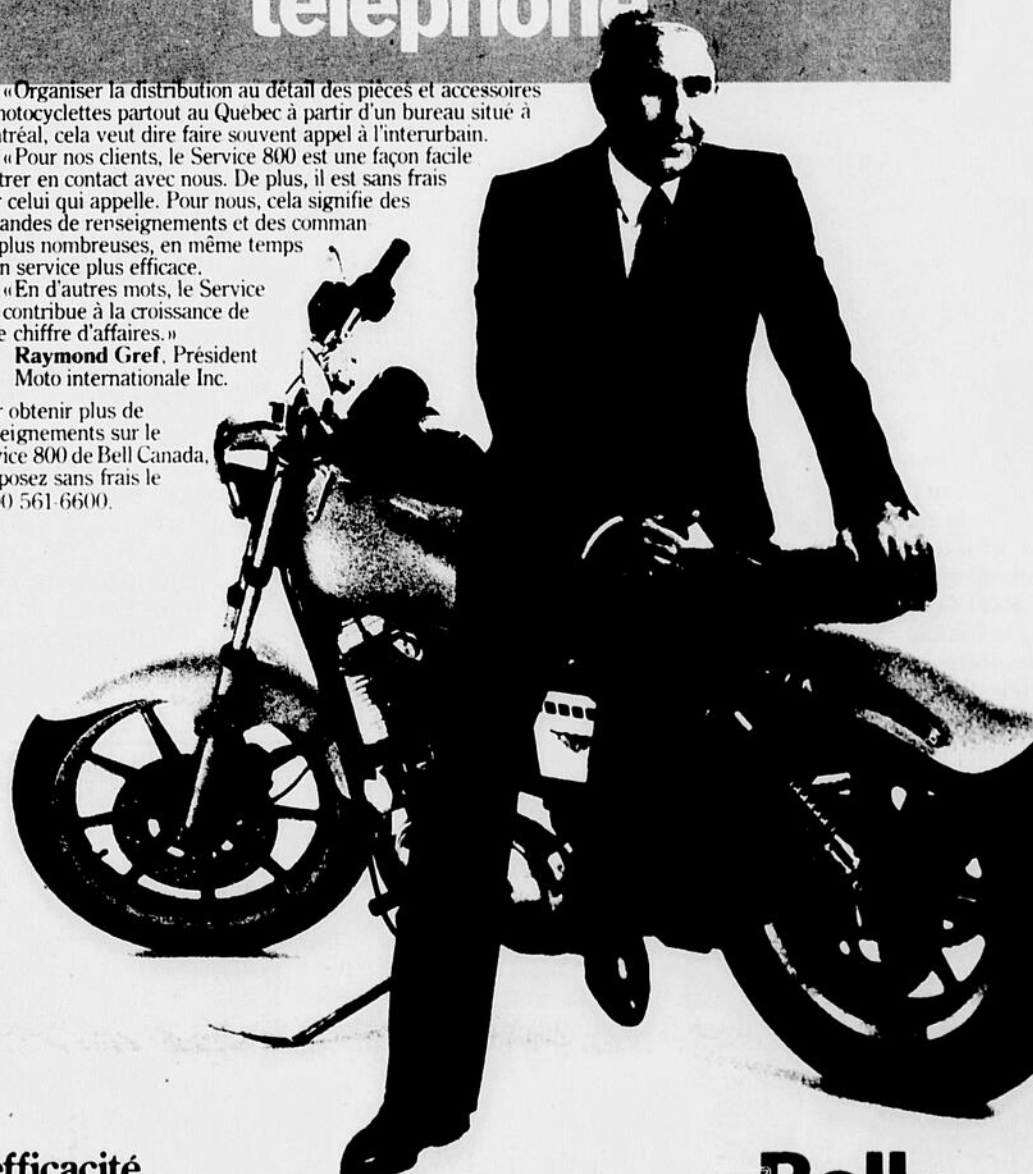 téléphone
«Organiser la distribution au détail des pièces et accessoires
motocyclettes partout au Québec à partir d'un bureau situé à
tréal, cela veut dire faire souvent appel à l'interurbain.
«Pour nos clients, le Service 800 est une façon facile
trer en contact avec nous. De plus, il est sans frais
r celui qui appelle. Pour nous, cela signifie des
andes de renseignements et des comman-
plus nombreuses, en même temps
n service plus efficace.
«En d'autres mots, le Service
contribue à la croissance de
e chiffre d'affaires.»
Raymond Gref, Président
Moto internationale Inc.
r obtenir plus de
eignements sur le
vice 800 de Bell Canada,
posez sans frais le
0 561-6600.
efficacité
Bell